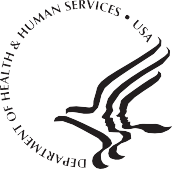 DEPARTMENT OF HEALTH & HUMAN SERVICES • USA